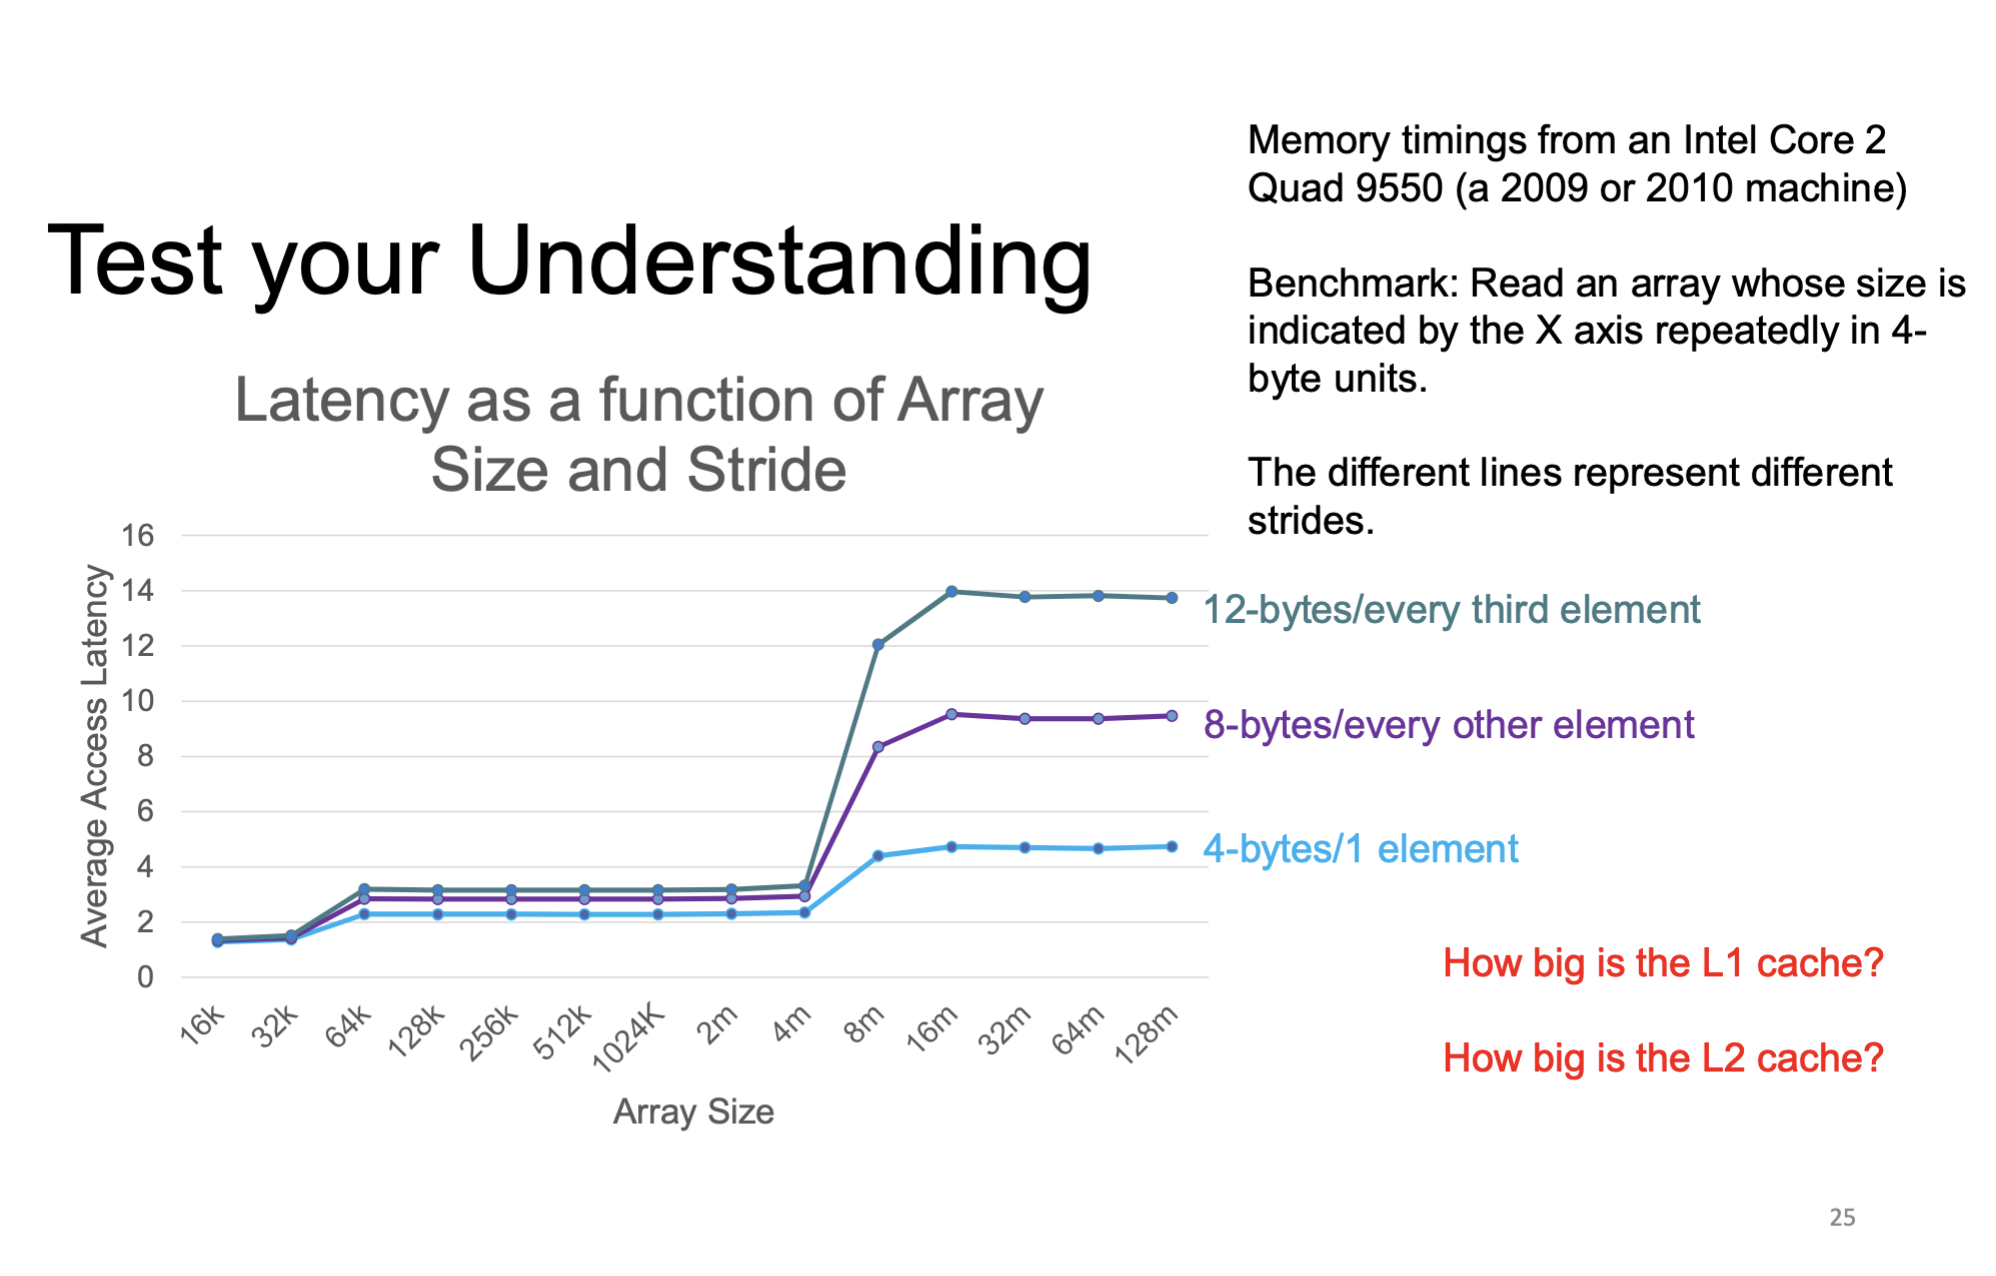 Test your Understanding
Memory timings from an Intel Core 2
Quad 9550 (a 2009 or 2010 machine)
Benchmark: Read an array whose size is
indicated by the X axis repeatedly in 4-
byte units.
The different lines represent different
strides.
Latency as a function of Array
Size and Stride
Average Access Latency
16
14
12
10
8
6
4
2
0
16k
32k
64k
128k
256k
512k
1024K
2m
4m
8m
16m
32m
64m
128m
Array Size
12-bytes/every third element
8-bytes/every other element
4-bytes/1 element
How big is the L1 cache?
How big is the L2 cache?
25